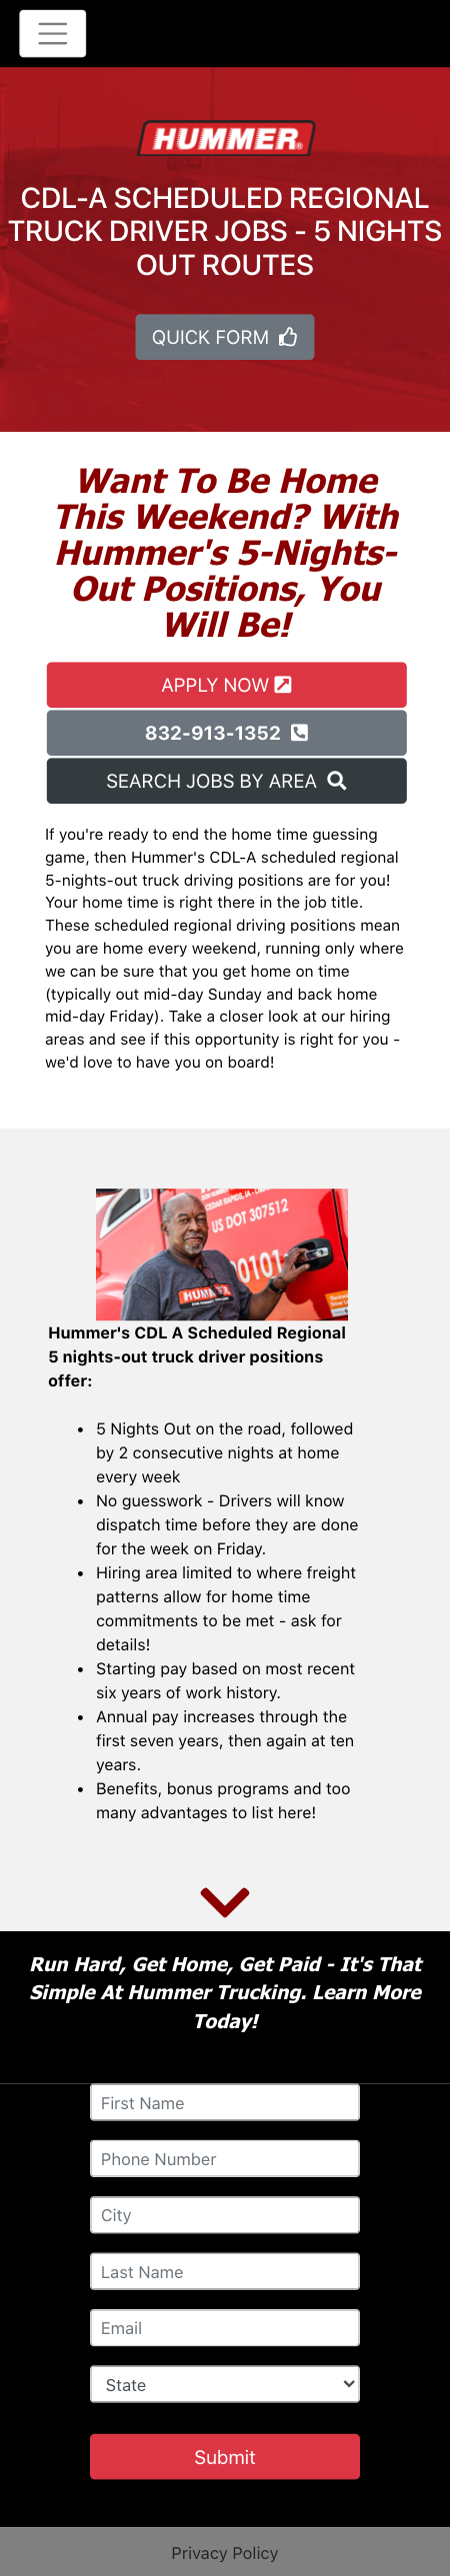 HUMMER®
CDL-A SCHEDULED REGIONAL
TRUCK DRIVER JOBS - 5 NIGHTS
OUT ROUTES
QUICK FORM
Want To Be Home
This Weekend? With
Hummer's 5-Nights-
Out Positions, You
Will Be!
APPLY NOW
832-913-1352
SEARCH JOBS BY AREA
If you're ready to end the home time guessing
game, then Hummer's CDL-A scheduled regional
5-nights-out truck driving positions are for you!
Your home time is right there in the job title.
These scheduled regional driving positions mean
you are home every weekend, running only where
we can be sure that you get home on time
(typically out mid-day Sunday and back home
mid-day Friday). Take a closer look at our hiring
areas and see if this opportunity is right for you -
we'd love to have you on board!
CEDAR RAPIDS, IA
US DOT 307512
00101
HUMMER
Hummer's CDL A Scheduled Regional
5 nights-out truck driver positions
offer:
• 5 Nights Out on the road, followed
by 2 consecutive nights at home
every week
• No guesswork - Drivers will know
dispatch time before they are done
for the week on Friday.
• Hiring area limited to where freight
patterns allow for home time
commitments to be met - ask for
details!
• Starting pay based on most recent
six years of work history.
• Annual pay increases through the
first seven years, then again at ten
years.
• Benefits, bonus programs and too
many advantages to list here!
Run Hard, Get Home, Get Paid - It's That
Simple At Hummer Trucking. Learn More
Today!
First Name
Phone Number
City
Last Name
Email
State
Submit
Privacy Policy